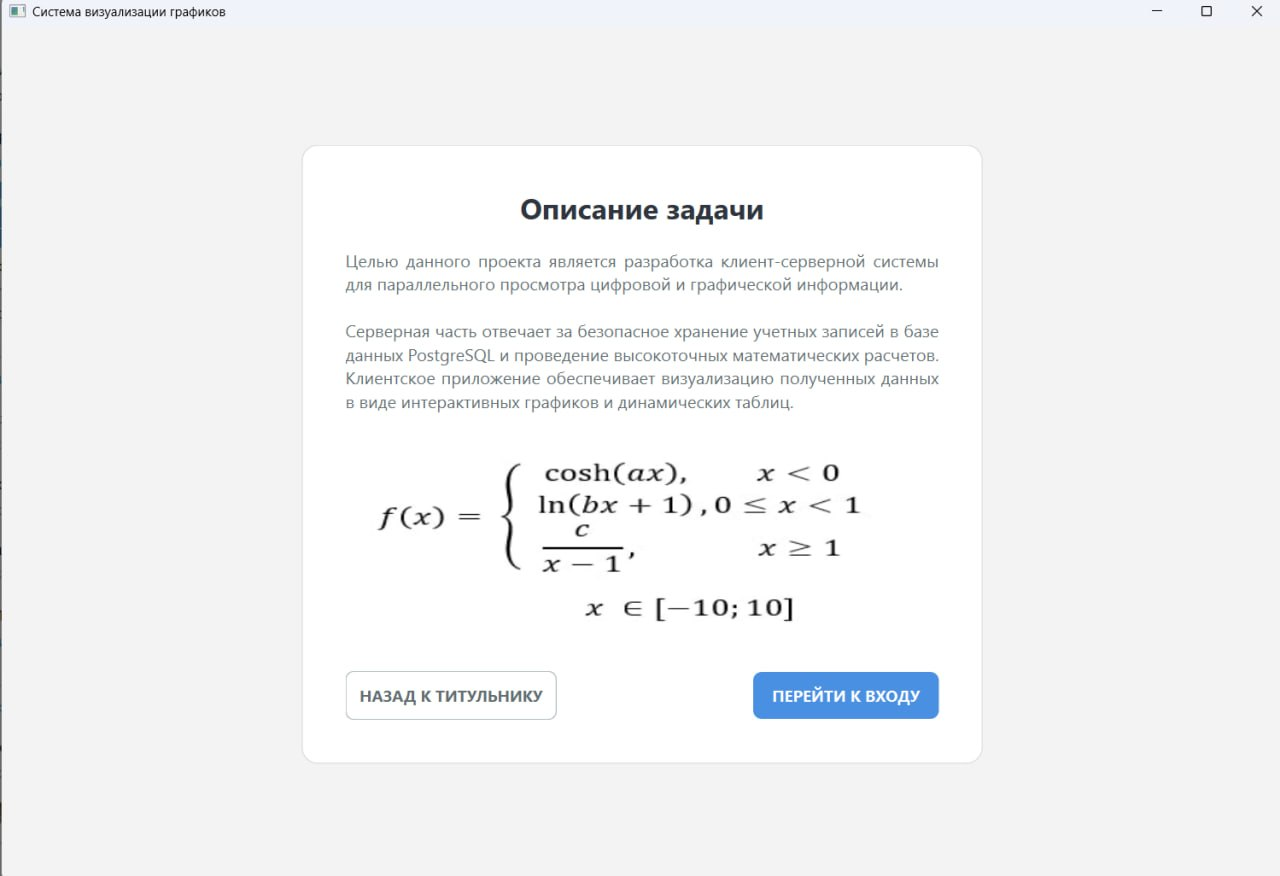 Система визуализации графиков
Описание задачи
Целью данного проекта является разработка клиент-серверной системы
для параллельного просмотра цифровой и графической информации.
Серверная часть отвечает за безопасное хранение учетных записей в базе
данных PostgreSQL и проведение высокоточных математических расчетов.
Клиентское приложение обеспечивает визуализацию полученных данных
в виде интерактивных графиков и динамических таблиц.
cosh(ax), x < 0
ln(bx + 1), 0 ≤ x < 1
f(x) = {
c
x − 1, x ≥ 1
x ∈ [−10; 10]
НАЗАД К ТИТУЛЬНИКУ
ПЕРЕЙТИ К ВХОДУ